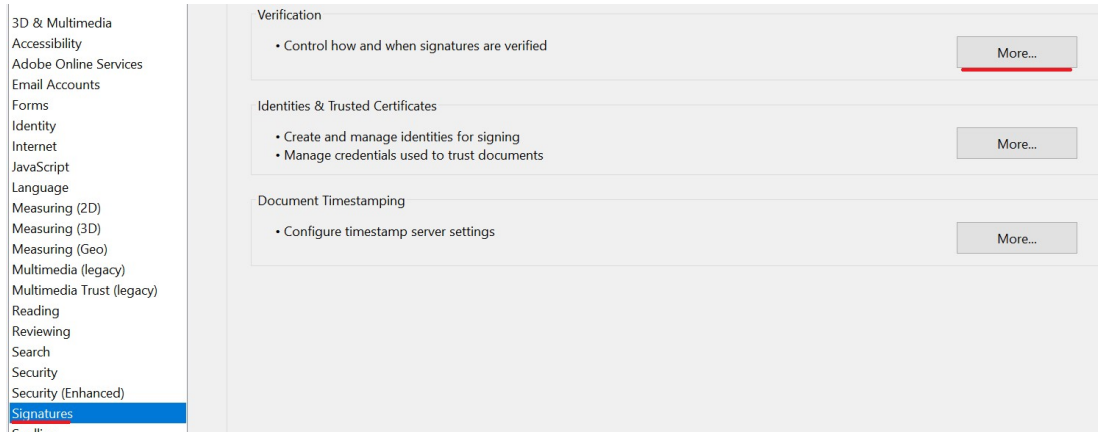 3D & Multimedia
Accessibility
Adobe Online Services
Email Accounts
Forms
Identity
Internet
JavaScript
Language
Measuring (2D)
Measuring (3D)
Measuring (Geo)
Multimedia (legacy)
Multimedia Trust (legacy)
Reading
Reviewing
Search
Security
Security (Enhanced)
Signatures
Verification
• Control how and when signatures are verified
More...
Identities & Trusted Certificates
• Create and manage identities for signing
• Manage credentials used to trust documents
More...
Document Timestamping
• Configure timestamp server settings
More...